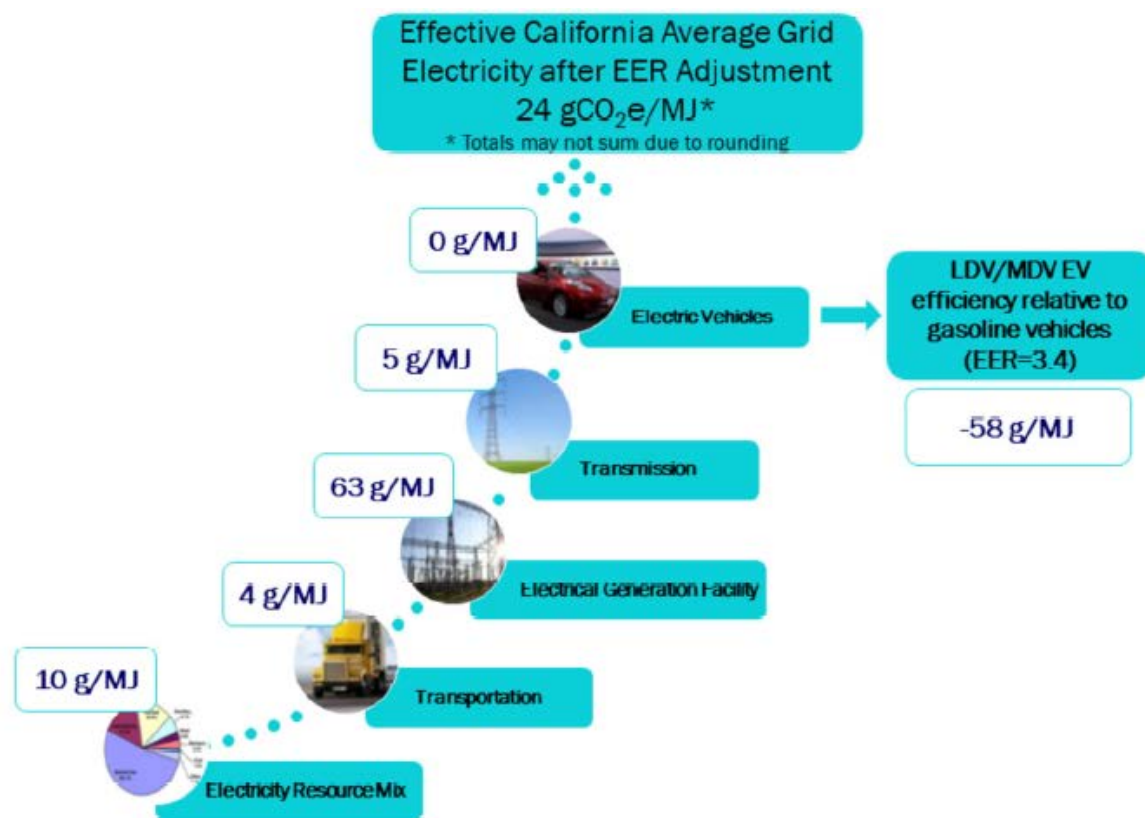 Effective California Average Grid
Electricity after EER Adjustment
24 gCO₂e/MJ*
* Totals may not sum due to rounding
0 g/MJ
Electric Vehicles
LDV/MDV EV
efficiency relative to
gasoline vehicles
(EER=3.4)
-58 g/MJ
5 g/MJ
Transmission
63 g/MJ
Electrical Generation Facility
4 g/MJ
Transportation
10 g/MJ
Electricity Resource Mix